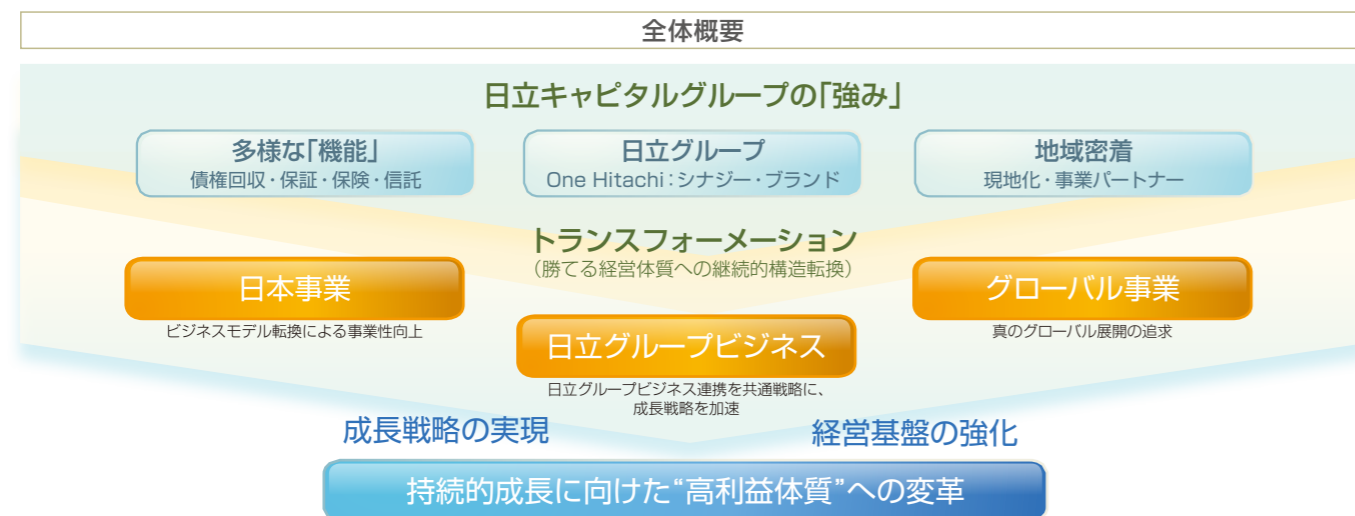 全体概要
日立キャピタルグループの「強み」
多様な「機能」
債権回収・保証・保険・信託
日立グループ
One Hitachi：シナジー・ブランド
地域密着
現地化・事業パートナー
トランスフォーメーション
（勝てる経営体質への継続的構造転換）
日本事業
ビジネスモデル転換による事業性向上
グローバル事業
真のグローバル展開の追求
日立グループビジネス
日立グループビジネス連携を共通戦略に、
成長戦略を加速
成長戦略の実現
経営基盤の強化
持続的成長に向けた“高利益体質”への変革